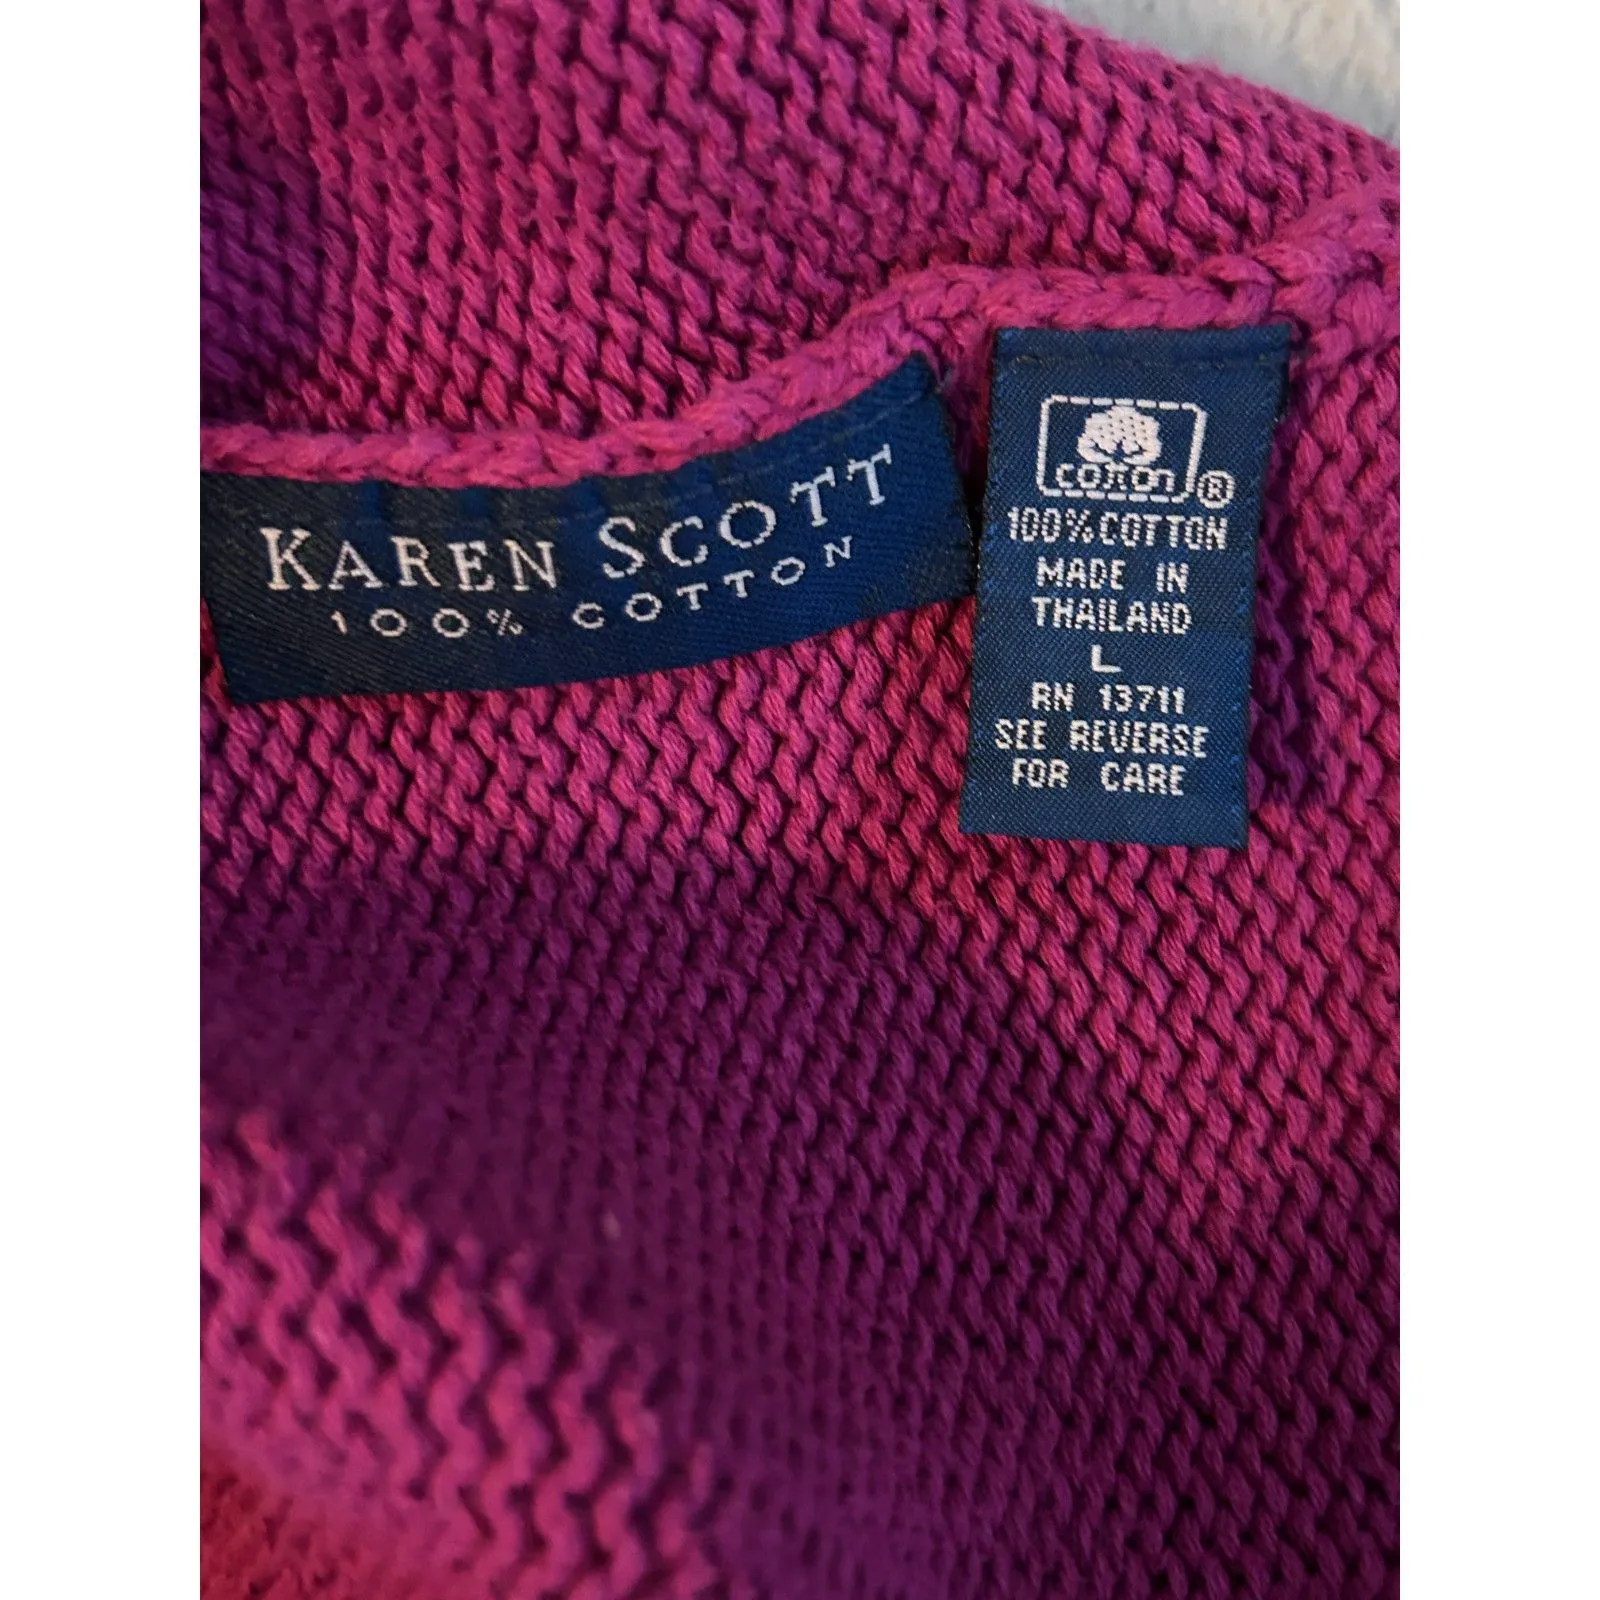 KAREN SCOTT
100% COTTON
cotton®
100% COTTON
MADE IN
THAILAND
L
RN 13711
SEE REVERSE
FOR CARE